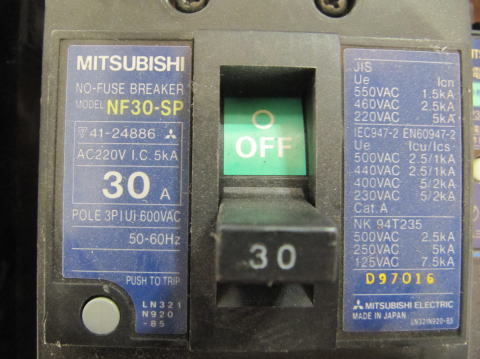 MITSUBISHI
NO-FUSE BREAKER
MODEL NF30-SP
41-24886
AC220V I.C. 5kA
30 A
POLE 3P Ui 600VAC
50-60Hz
PUSH TO TRIP
LN321
N920
-85
OFF
30
JIS
Ue Icn
550VAC 1.5kA
460VAC 2.5kA
220VAC 5kA
IEC947-2 EN60947-2
Ue Icu/Ics
500VAC 2.5/1kA
440VAC 2.5/1kA
400VAC 5/2kA
230VAC 5/2kA
Cat.A
NK 94T235
500VAC 2.5kA
250VAC 5kA
125VAC 7.5kA
D97016
MITSUBISHI ELECTRIC
MADE IN JAPAN LN321N920-85